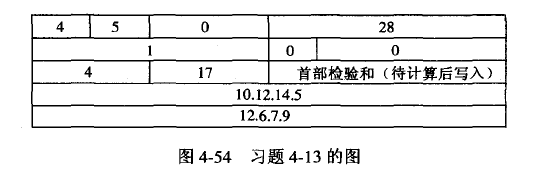 4 5 0 28
1 0 0
4 17 首部检验和（待计算后写入）
10.12.14.5
12.6.7.9
图 4-54 习题 4-13 的图